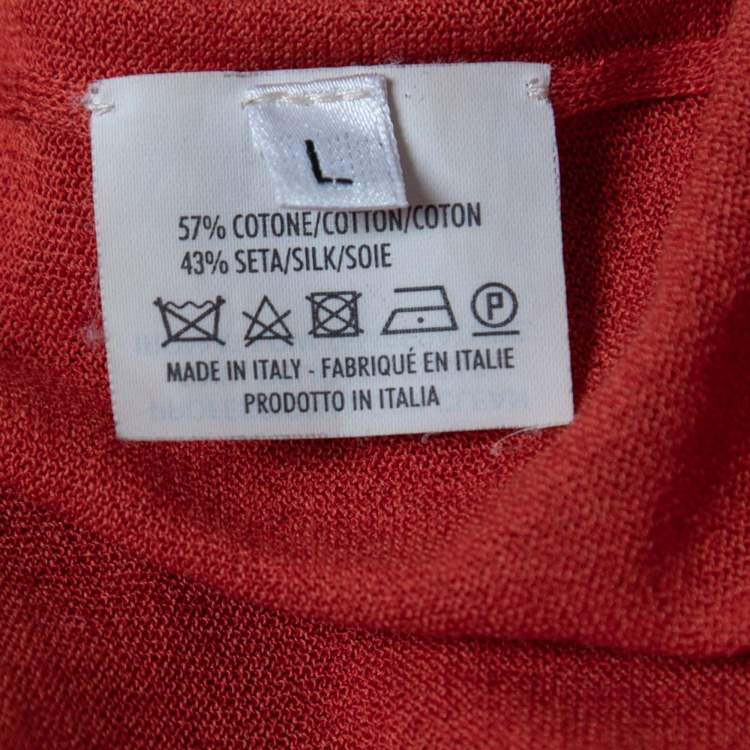 L
57% COTONE/COTTON/COTON
43% SETA/SILK/SOIE
P
MADE IN ITALY - FABRIQUÉ EN ITALIE
PRODOTTO IN ITALIA